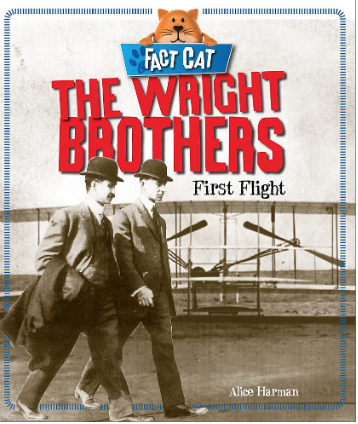 FACT CAT
THE WRIGHT
BROTHERS
First Flight
Alice Harman